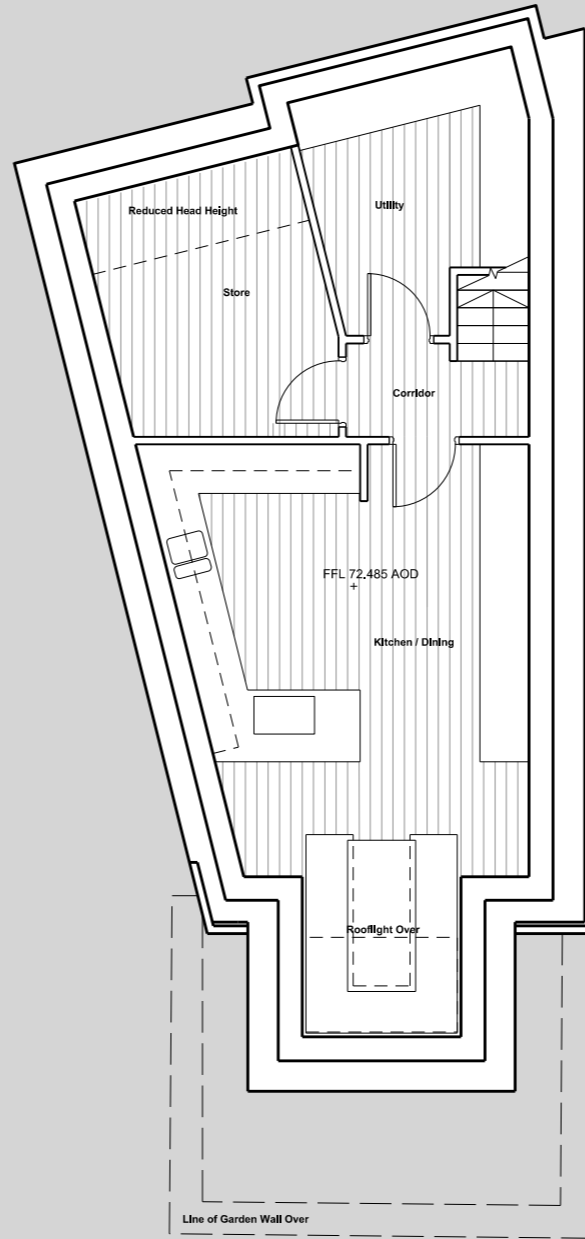 Utility
Reduced Head Height
Store
Corridor
FFL 72.485 AOD
Kitchen / Dining
Rooflight Over
Line of Garden Wall Over